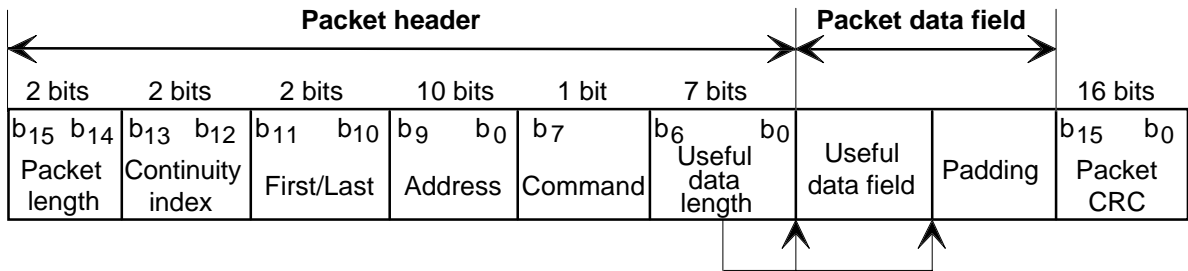 Packet header Packet data field
2 bits 2 bits 2 bits 10 bits 1 bit 7 bits 16 bits
b15 b14 b13 b12 b11 b10 b9 b0 b7 b6 b0 b15 b0
Packet length
Continuity index
First/Last
Address
Command
Useful data length
Useful data field
Padding
Packet CRC